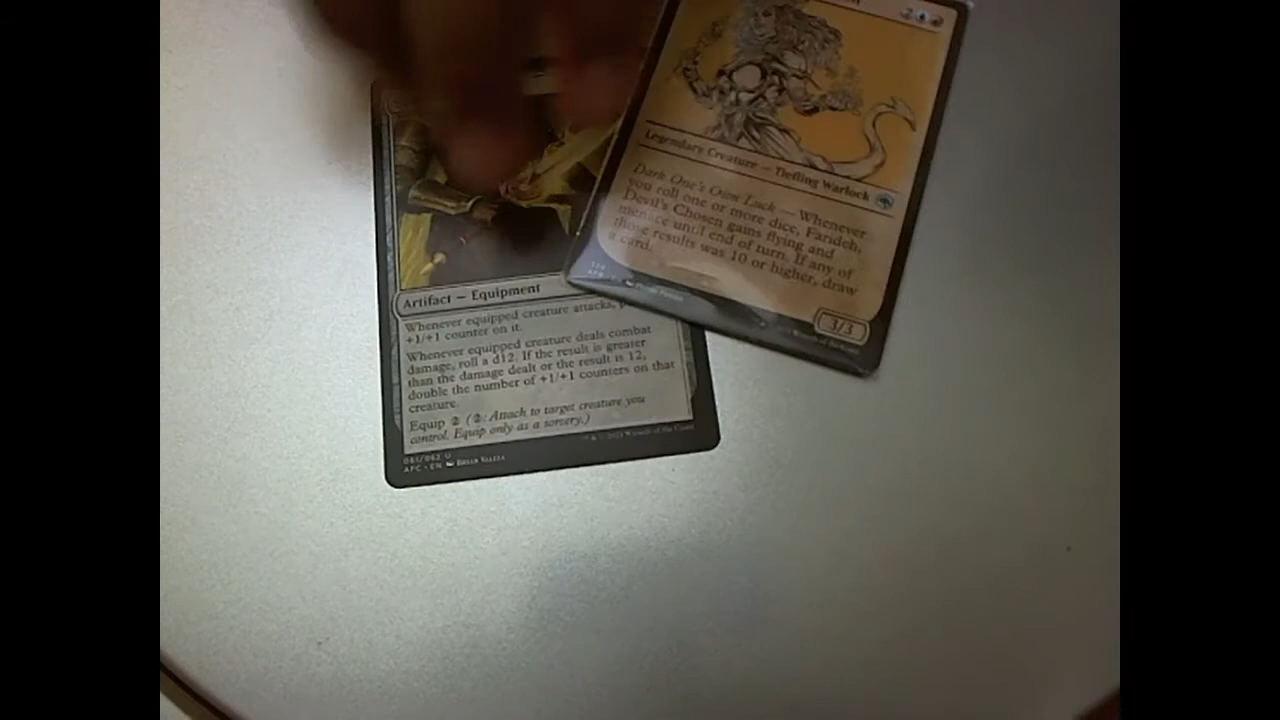 Legendary Creature — Tiefling Warlock
Dark One's Own Luck — Whenever
you roll one or more dice, Farideh,
Devil's Chosen gains flying and
menace until end of turn. If any of
those results was 10 or higher, draw
a card.
3/3
Artifact — Equipment
Whenever equipped creature attacks,
+1/+1 counter on it.
Whenever equipped creature deals combat
damage, roll a d12. If the result is greater
than the damage dealt or the result is 12,
double the number of +1/+1 counters on that
creature.
Equip 2 (2: Attach to target creature you
control. Equip only as a sorcery.)
061/062 U
AFC • EN